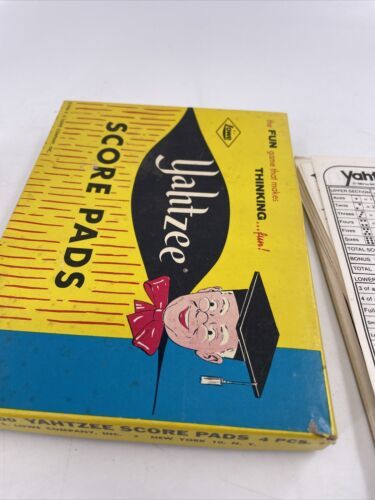 Lowe
the FUN game that makes
THINKING...fun!
Yahtzee®
SCORE PADS
YAHTZEE SCORE PADS 4 PCS.
LOWE COMPANY, INC. • NEW YORK 10, N. Y.
yaht
UPPER SECTION
Aces
Twos
Threes
Fours
Fives
Sixes
TOTAL SCORE
BONUS
TOTAL
LOWER
3 of a
4 of
Full